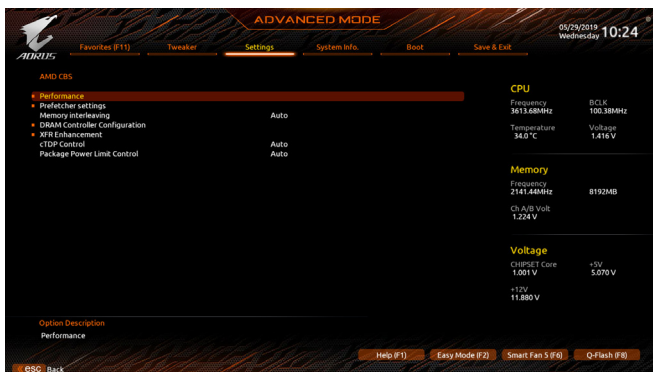 ADVANCED MODE
05/29/2019
Wednesday 10:24
AORUS
Favorites (F11) Tweaker Settings System Info. Boot Save & Exit
AMD CBS
Performance
Prefetcher settings
Memory interleaving Auto
DRAM Controller Configuration
XFR Enhancement
cTDP Control Auto
Package Power Limit Control Auto
CPU
Frequency BCLK
3613.68MHz 100.38MHz
Temperature Voltage
34.0 °C 1.416 V
Memory
Frequency
2141.44MHz 8192MB
Ch A/B Volt
1.224 V
Voltage
CHIPSET Core +5V
1.001 V 5.070 V
+12V
11.880 V
Option Description
Performance
Help (F1) Easy Mode (F2) Smart Fan 5 (F6) Q-Flash (F8)
esc Back